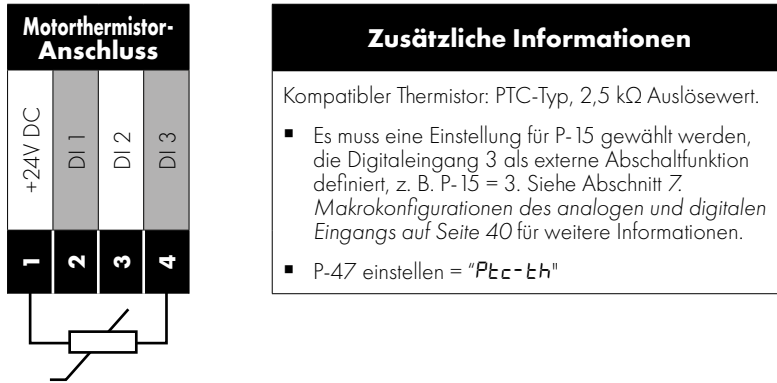 Motorthermistor-
Anschluss
+24V DC
DI 1
DI 2
DI 3
1
2
3
4
Zusätzliche Informationen
Kompatibler Thermistor: PTC-Typ, 2,5 kΩ Auslösewert.
▪ Es muss eine Einstellung für P-15 gewählt werden,
die Digitaleingang 3 als externe Abschaltfunktion
definiert, z. B. P-15 = 3. Siehe Abschnitt 7.
Makrokonfigurationen des analogen und digitalen
Eingangs auf Seite 40 für weitere Informationen.
▪ P-47 einstellen = "Ptc-th"